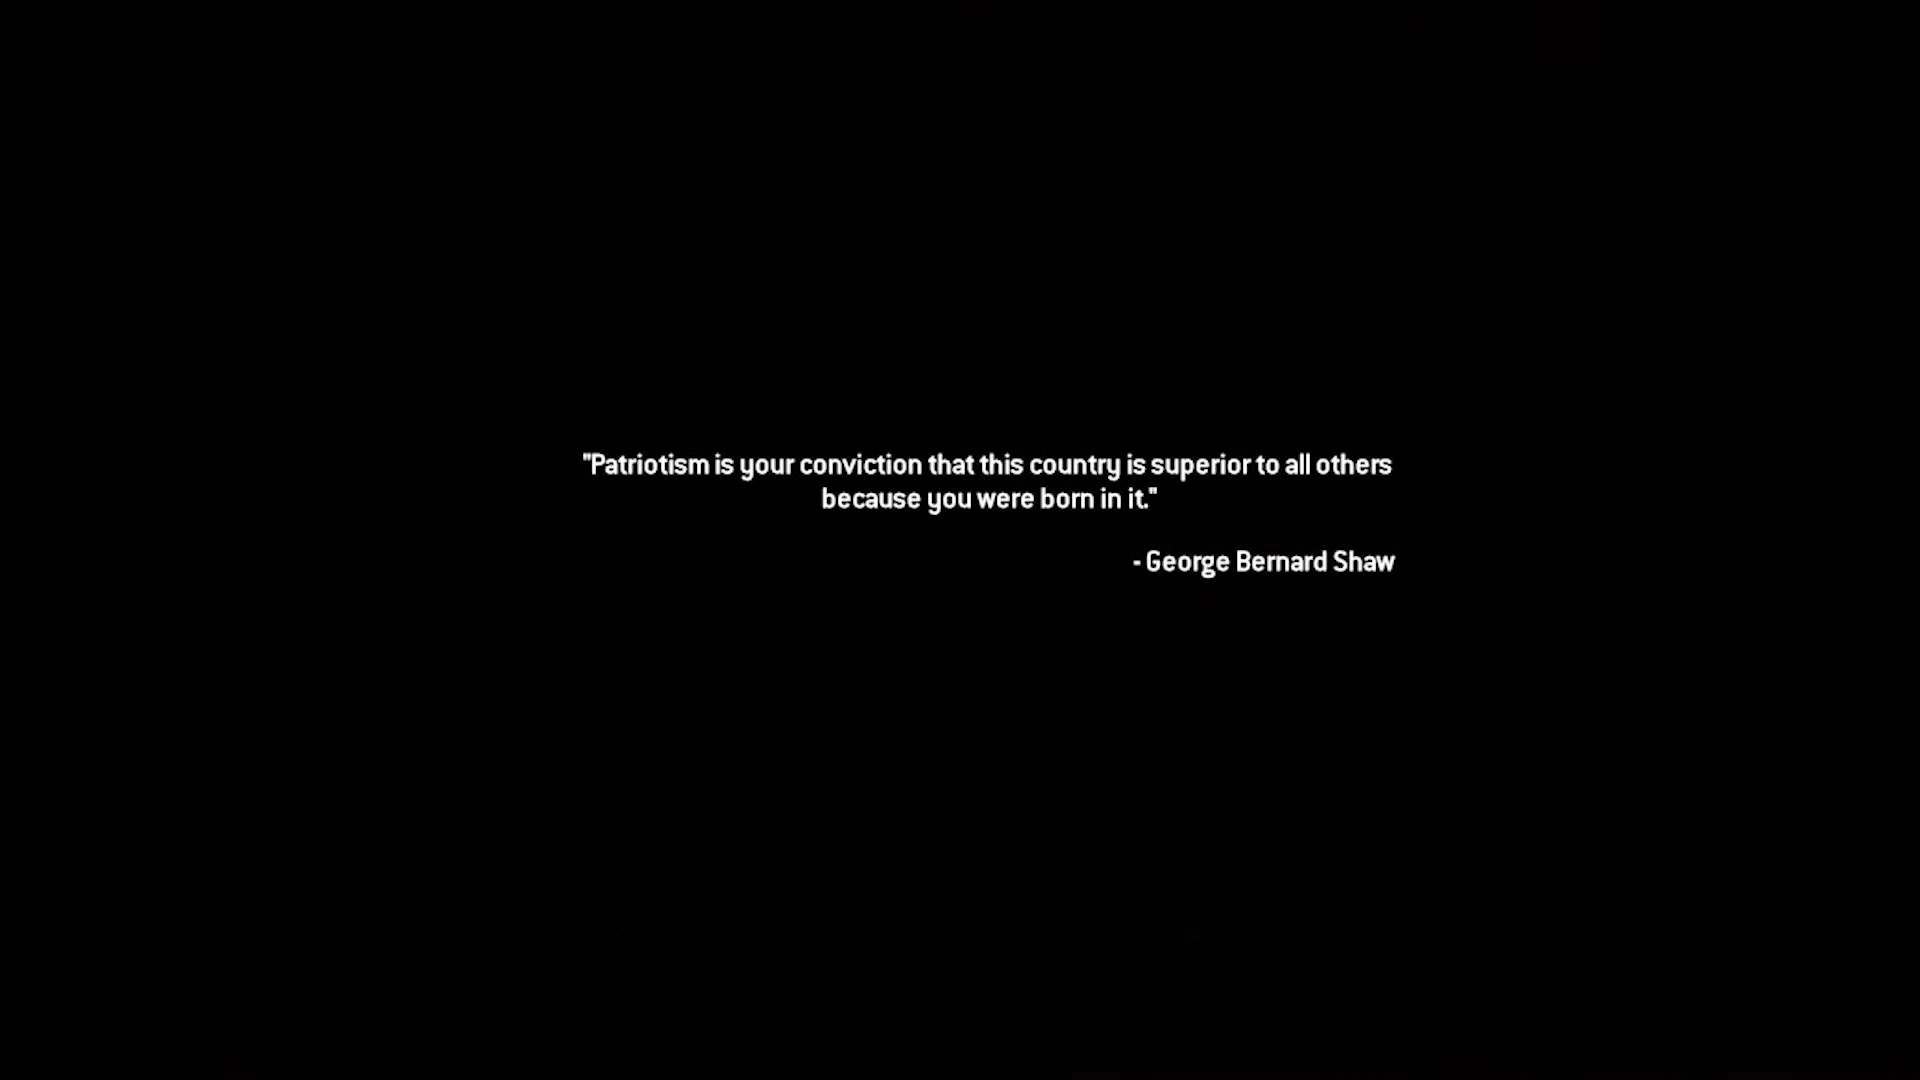 "Patriotism is your conviction that this country is superior to all others
because you were born in it."
- George Bernard Shaw